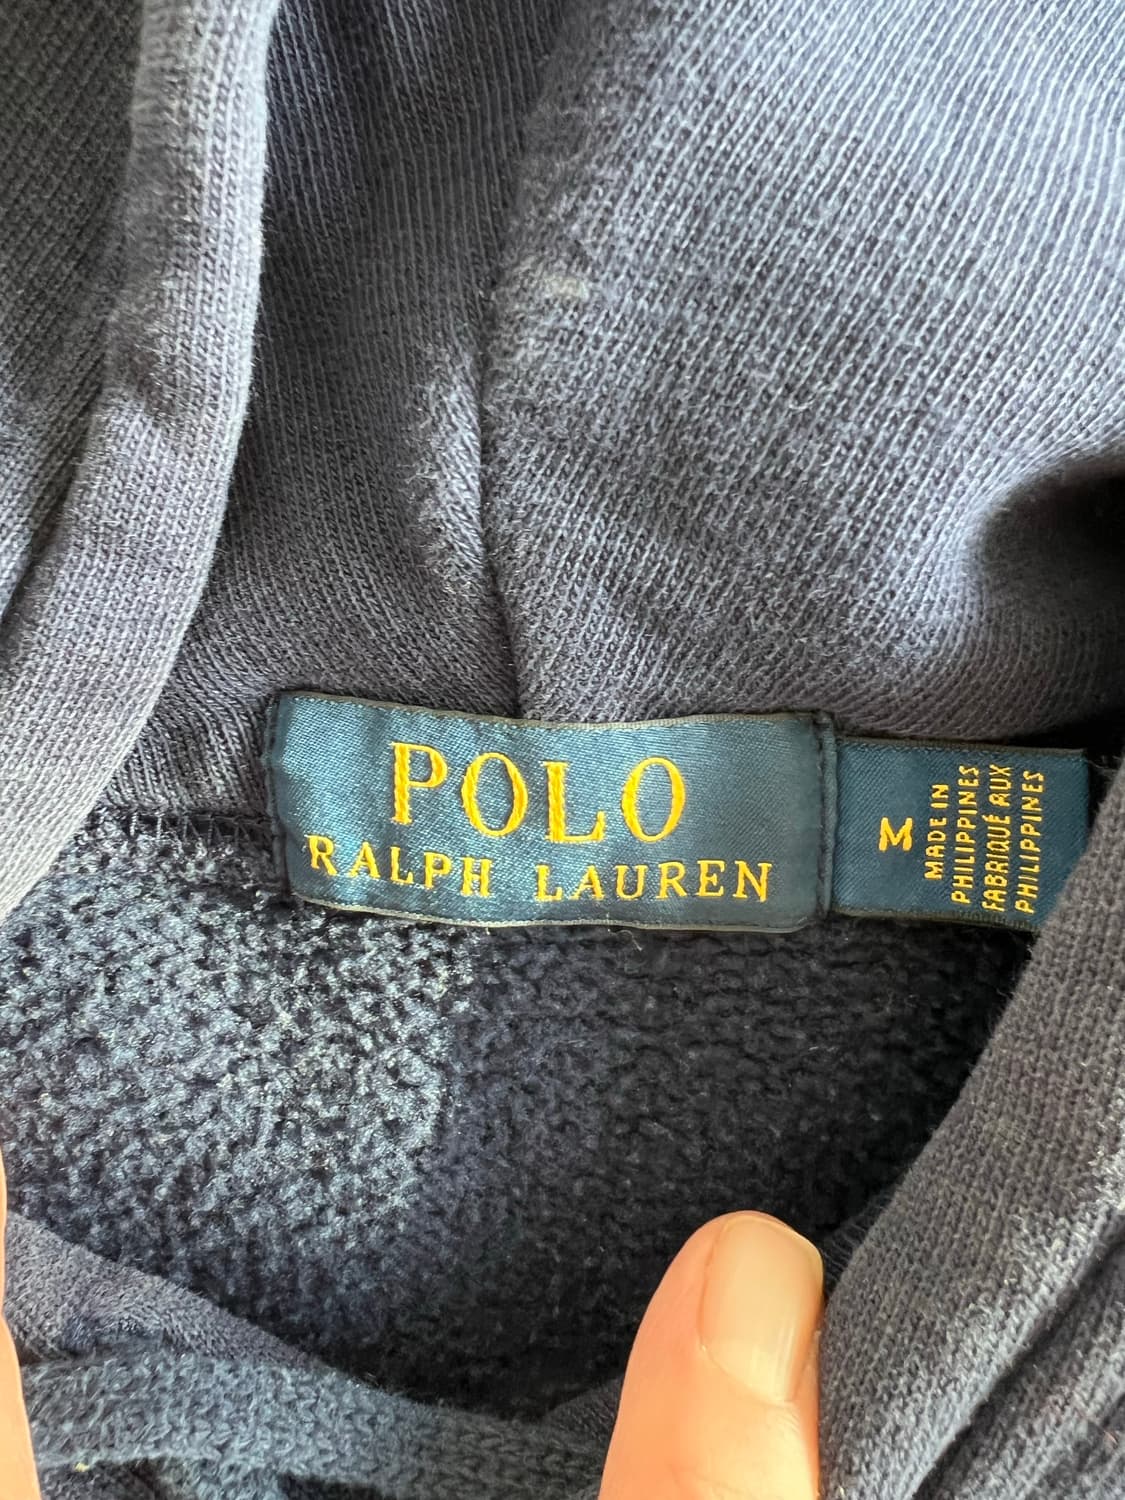 POLO
RALPH LAUREN
M
MADE IN
PHILIPPINES
FABRIQUÉ AUX
PHILIPPINES